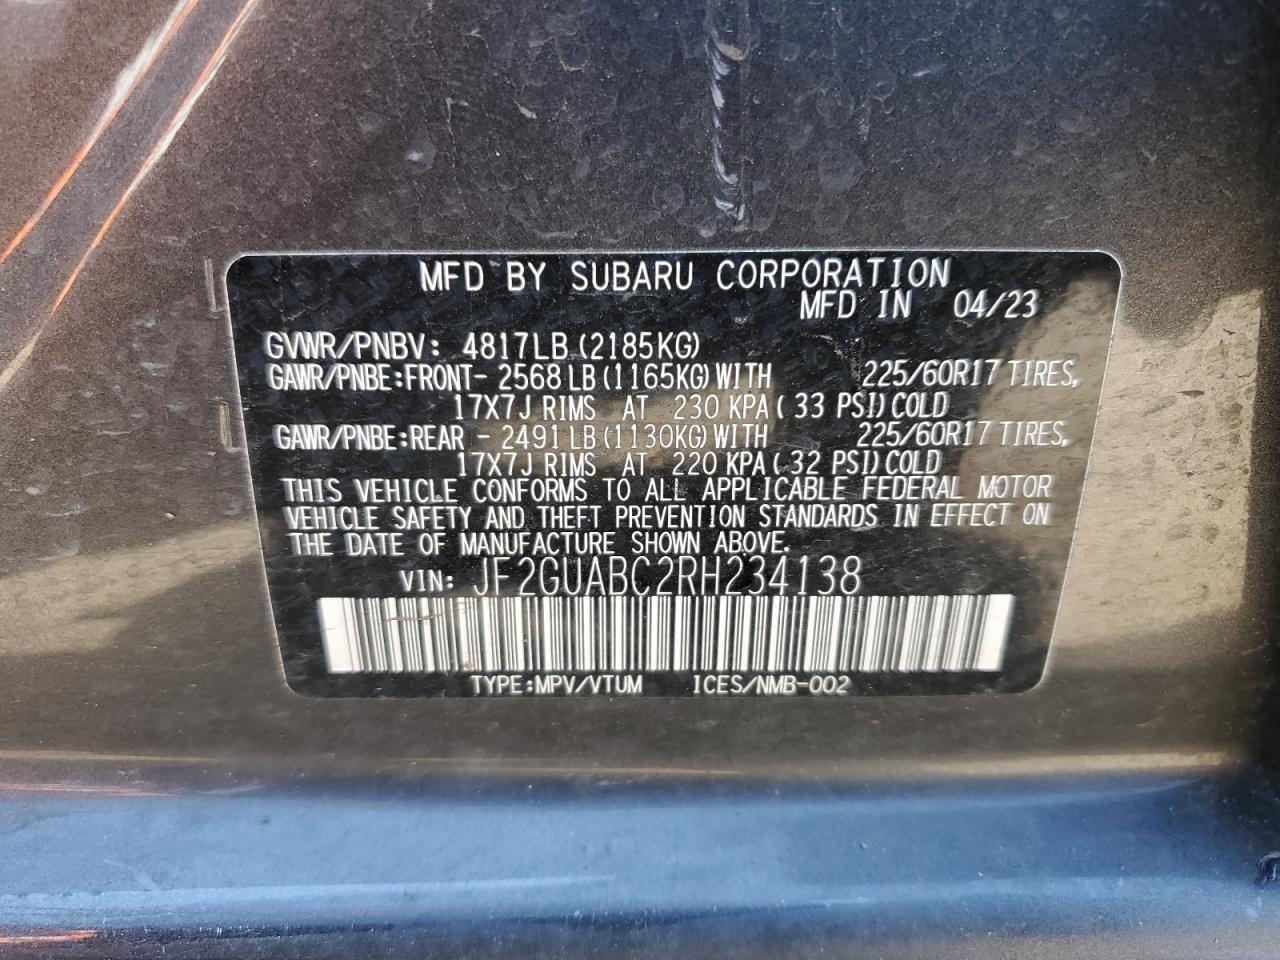 MFD BY SUBARU CORPORATION
MFD IN 04/23
GVWR/PNBV: 4817LB (2185KG)
GAWR/PNBE:FRONT- 2568 LB (1165KG) WITH 225/60R17 TIRES,
17X7J RIMS AT 230 KPA ( 33 PSI) COLD
GAWR/PNBE:REAR - 2491 LB (1130KG) WITH 225/60R17 TIRES,
17X7J RIMS AT 220 KPA ( 32 PSI) COLD
THIS VEHICLE CONFORMS TO ALL APPLICABLE FEDERAL MOTOR
VEHICLE SAFETY AND THEFT PREVENTION STANDARDS IN EFFECT ON
THE DATE OF MANUFACTURE SHOWN ABOVE.
VIN: JF2GUABC2RH234138
TYPE:MPV/VTUM ICES/NMB-002